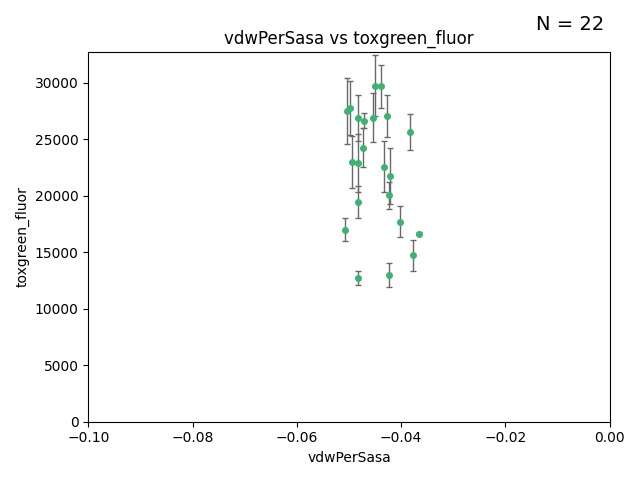 N = 22
vdwPerSasa vs toxgreen_fluor
30000
25000
20000
15000
10000
5000
0
toxgreen_fluor
−0.10 −0.08 −0.06 −0.04 −0.02 0.00
vdwPerSasa